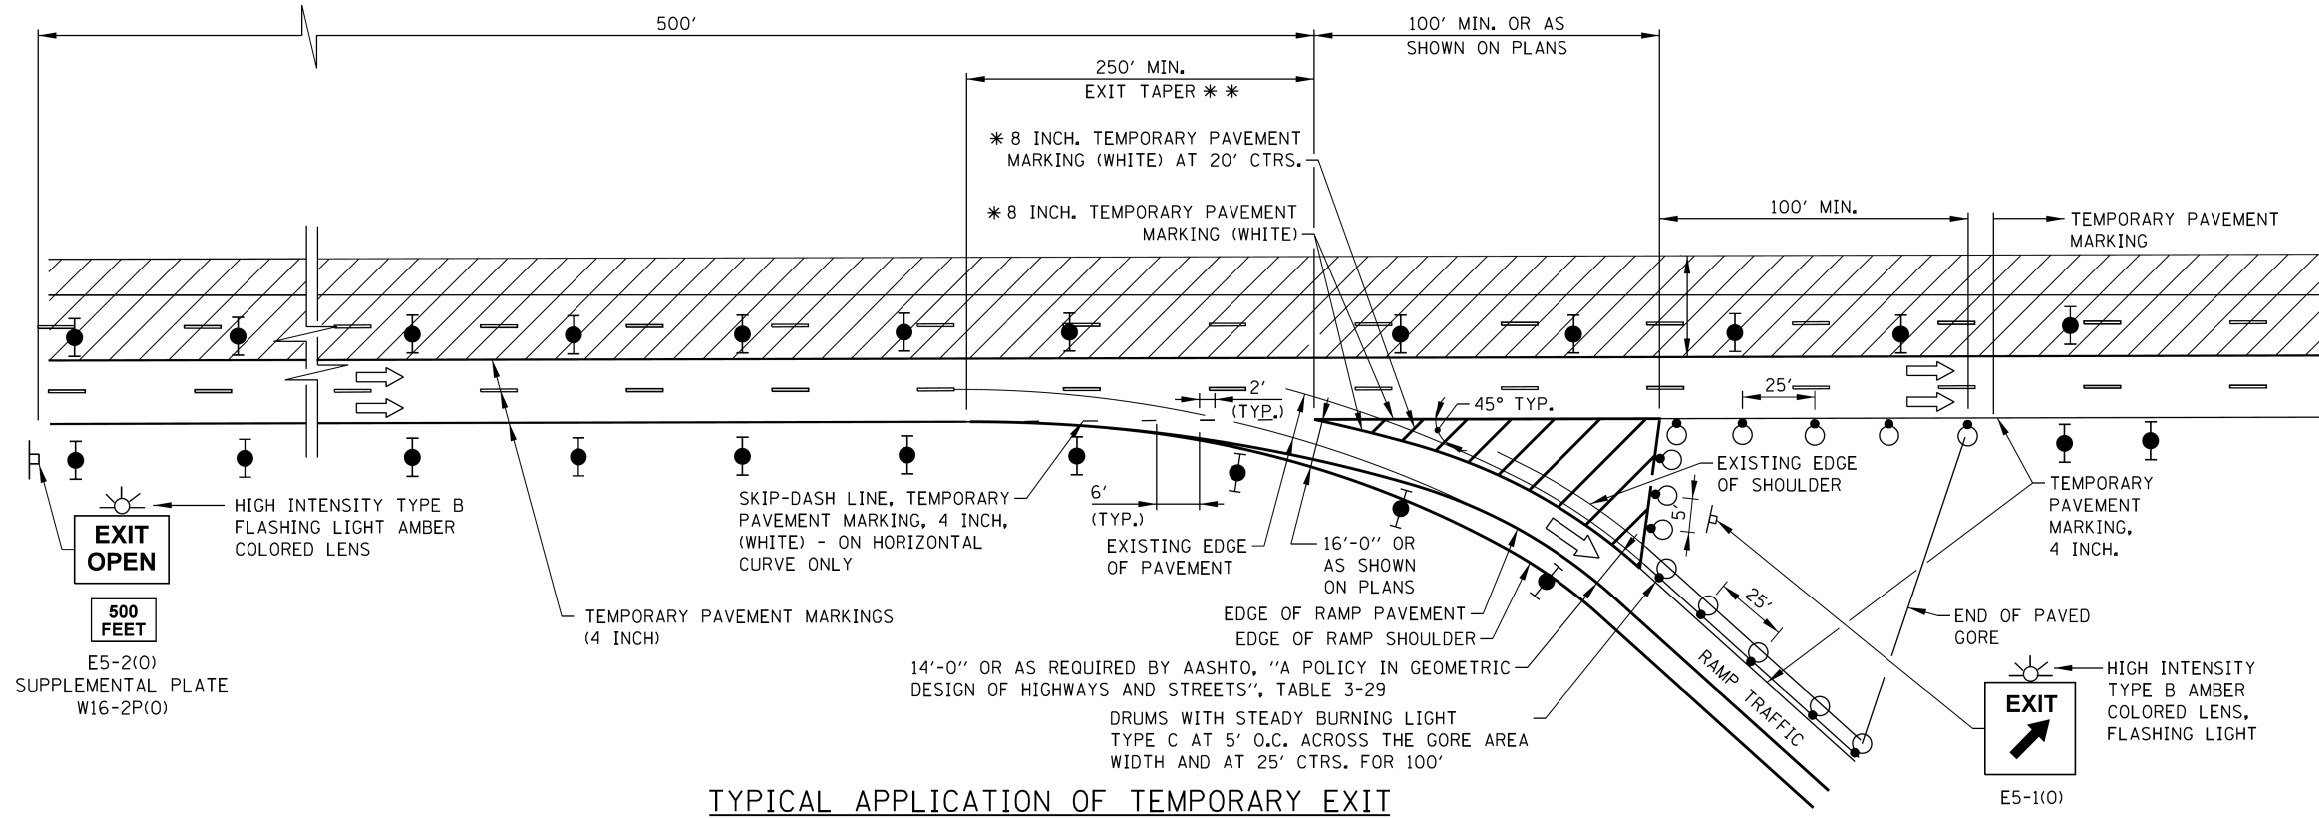 500'
100' MIN. OR AS
SHOWN ON PLANS
250' MIN.
EXIT TAPER ✳ ✳
✳ 8 INCH. TEMPORARY PAVEMENT
MARKING (WHITE) AT 20' CTRS.
✳ 8 INCH. TEMPORARY PAVEMENT
MARKING (WHITE)
100' MIN.
TEMPORARY PAVEMENT
MARKING
2'
(TYP.)
45° TYP.
25'
HIGH INTENSITY TYPE B
FLASHING LIGHT AMBER
COLORED LENS
EXIT
OPEN
500
FEET
E5-2(O)
SUPPLEMENTAL PLATE
W16-2P(O)
TEMPORARY PAVEMENT MARKINGS
(4 INCH)
SKIP-DASH LINE, TEMPORARY
PAVEMENT MARKING, 4 INCH,
(WHITE) - ON HORIZONTAL
CURVE ONLY
6'
(TYP.)
EXISTING EDGE
OF PAVEMENT
16'-0" OR
AS SHOWN
ON PLANS
EXISTING EDGE
OF SHOULDER
5'
TEMPORARY
PAVEMENT
MARKING,
4 INCH.
EDGE OF RAMP PAVEMENT
EDGE OF RAMP SHOULDER
14'-0" OR AS REQUIRED BY AASHTO, "A POLICY IN GEOMETRIC
DESIGN OF HIGHWAYS AND STREETS", TABLE 3-29
DRUMS WITH STEADY BURNING LIGHT
TYPE C AT 5' O.C. ACROSS THE GORE AREA
WIDTH AND AT 25' CTRS. FOR 100'
25'
RAMP TRAFFIC
END OF PAVED
GORE
HIGH INTENSITY
TYPE B AMBER
COLORED LENS,
FLASHING LIGHT
EXIT
E5-1(O)
TYPICAL APPLICATION OF TEMPORARY EXIT